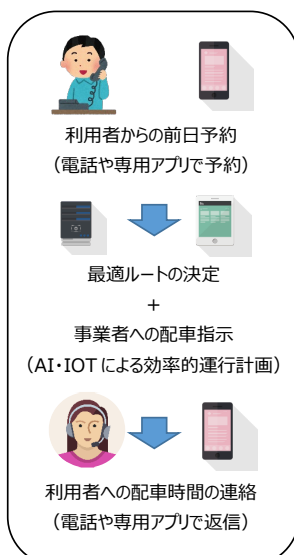 利用者からの前日予約
（電話や専用アプリで予約）
最適ルートの決定
+
事業者への配車指示
（AI・IOTによる効率的運行計画）
利用者への配車時間の連絡
（電話や専用アプリで返信）